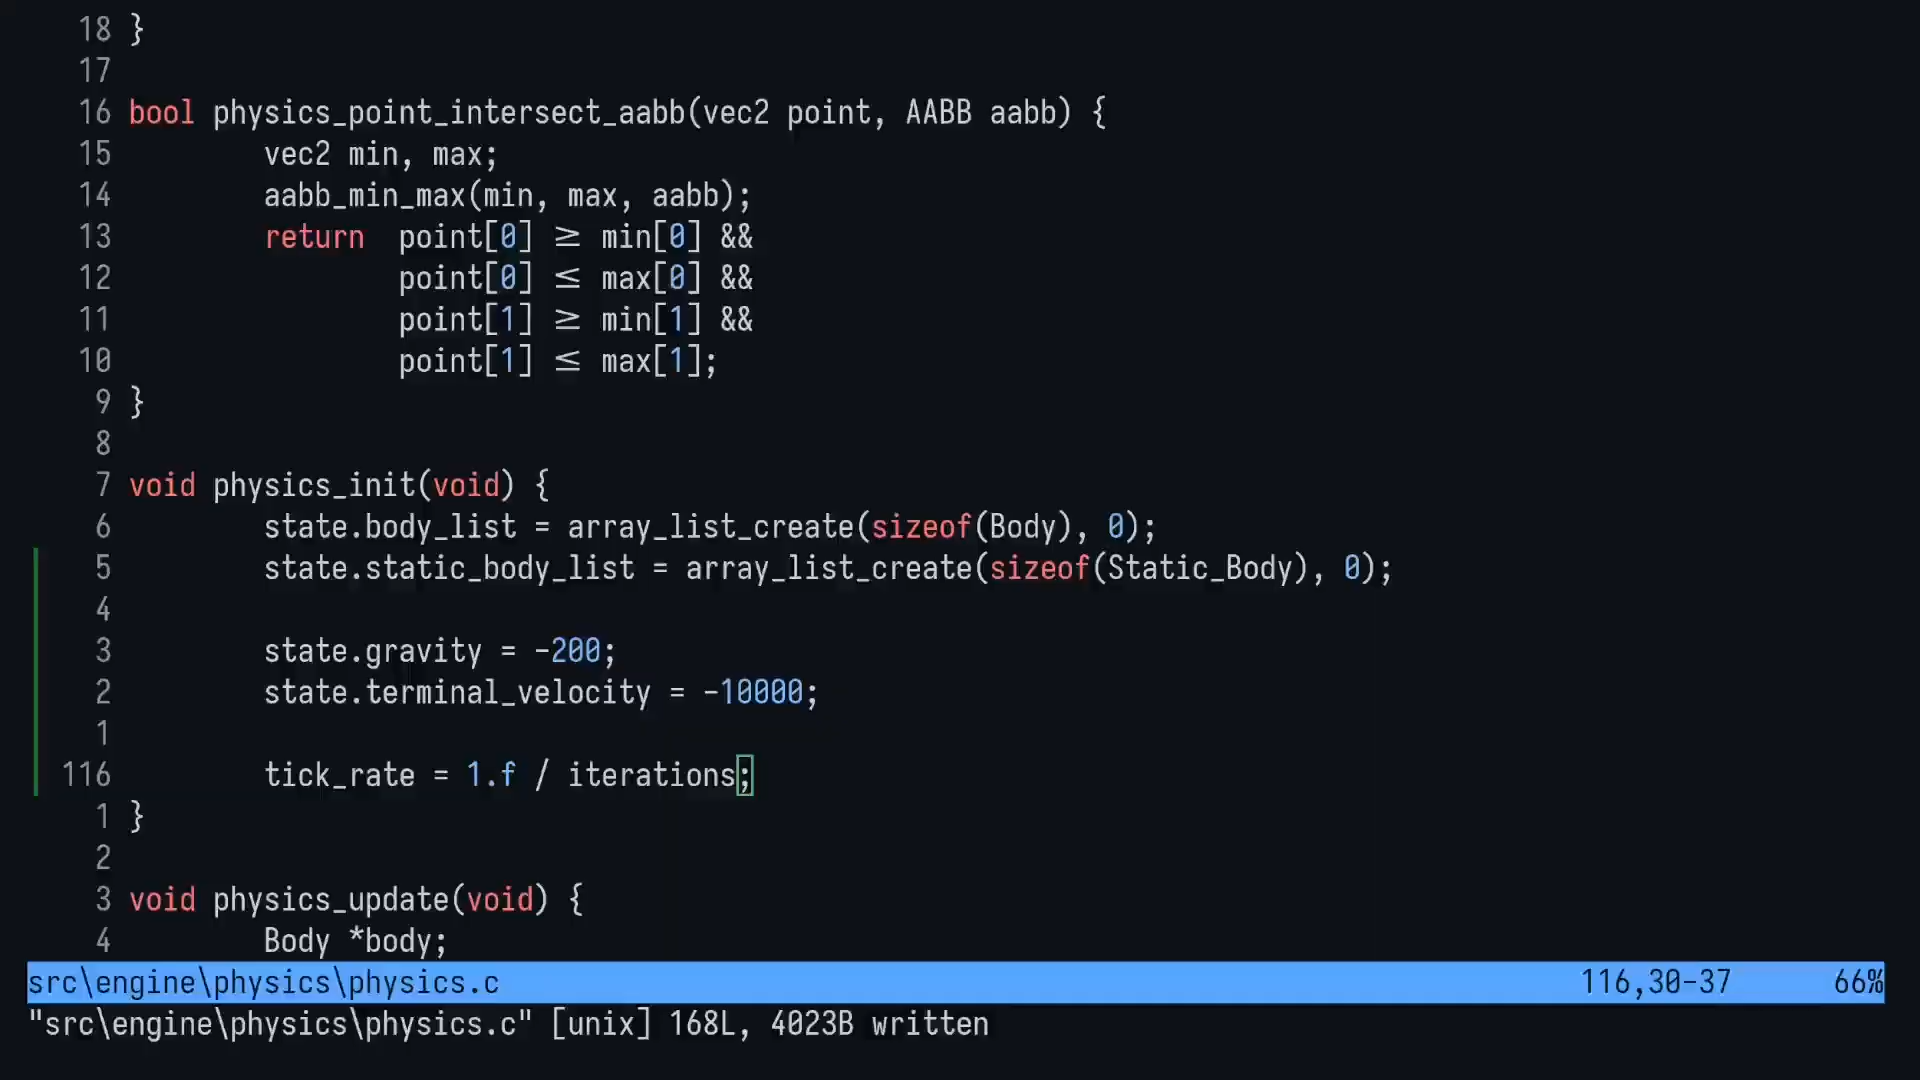 18 }
17
16 bool physics_point_intersect_aabb(vec2 point, AABB aabb) {
15         vec2 min, max;
14         aabb_min_max(min, max, aabb);
13         return  point[0] ≥ min[0] &&
12                 point[0] ≤ max[0] &&
11                 point[1] ≥ min[1] &&
10                 point[1] ≤ max[1];
9 }
8
7 void physics_init(void) {
6         state.body_list = array_list_create(sizeof(Body), 0);
5         state.static_body_list = array_list_create(sizeof(Static_Body), 0);
4
3         state.gravity = -200;
2         state.terminal_velocity = -10000;
1
116         tick_rate = 1.f / iterations;
1 }
2
3 void physics_update(void) {
4         Body *body;
src\engine\physics\physics.c 116,30-37 66%
"src\engine\physics\physics.c" [unix] 168L, 4023B written